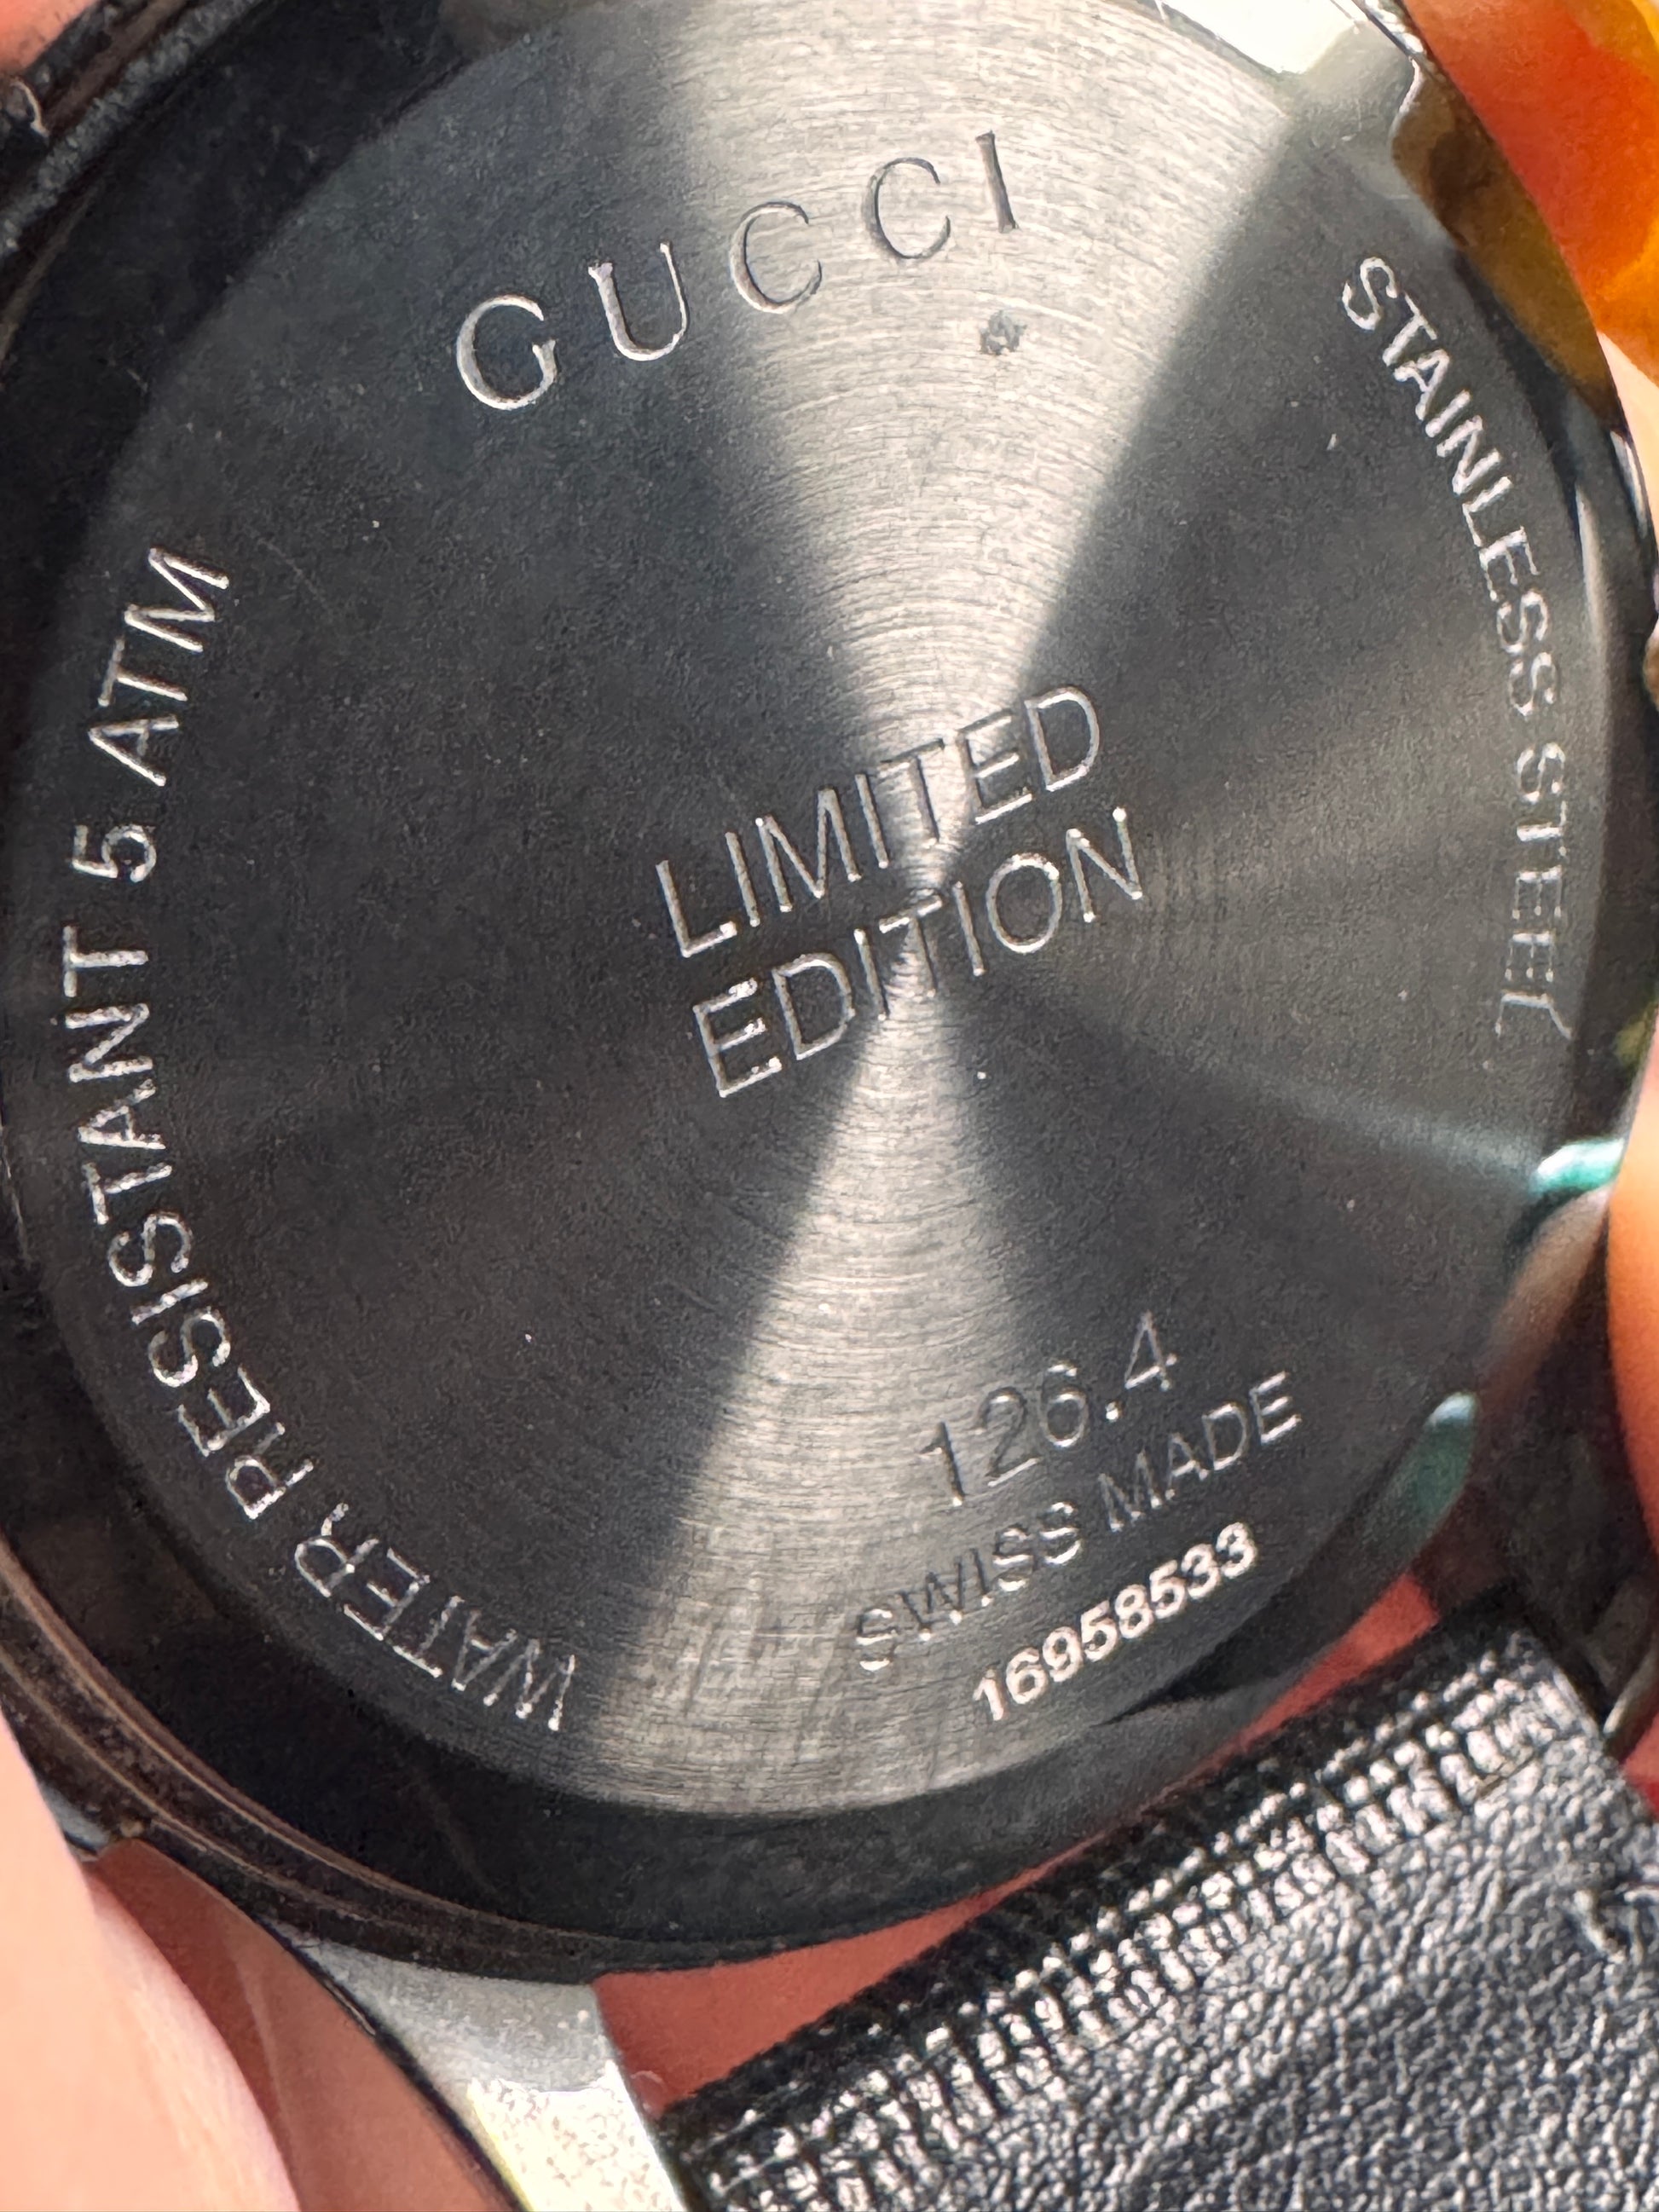 GUCCI
STAINLESS STEEL
WATER RESISTANT 5 ATM
LIMITED
EDITION
126.4
SWISS MADE
16958533